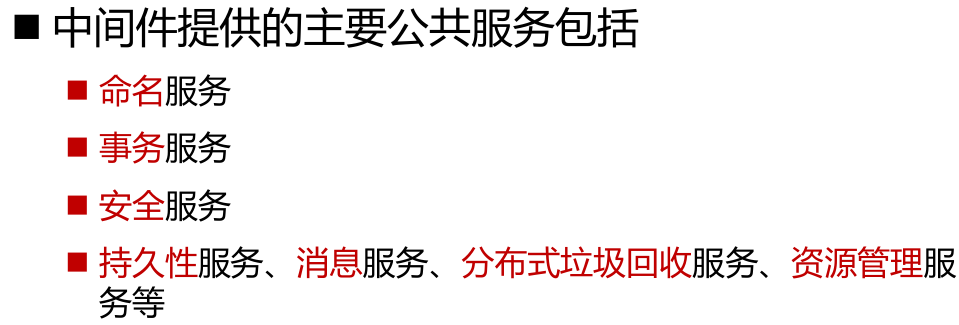 ■ 中间件提供的主要公共服务包括
■ 命名服务
■ 事务服务
■ 安全服务
■ 持久性服务、消息服务、分布式垃圾回收服务、资源管理服
务等